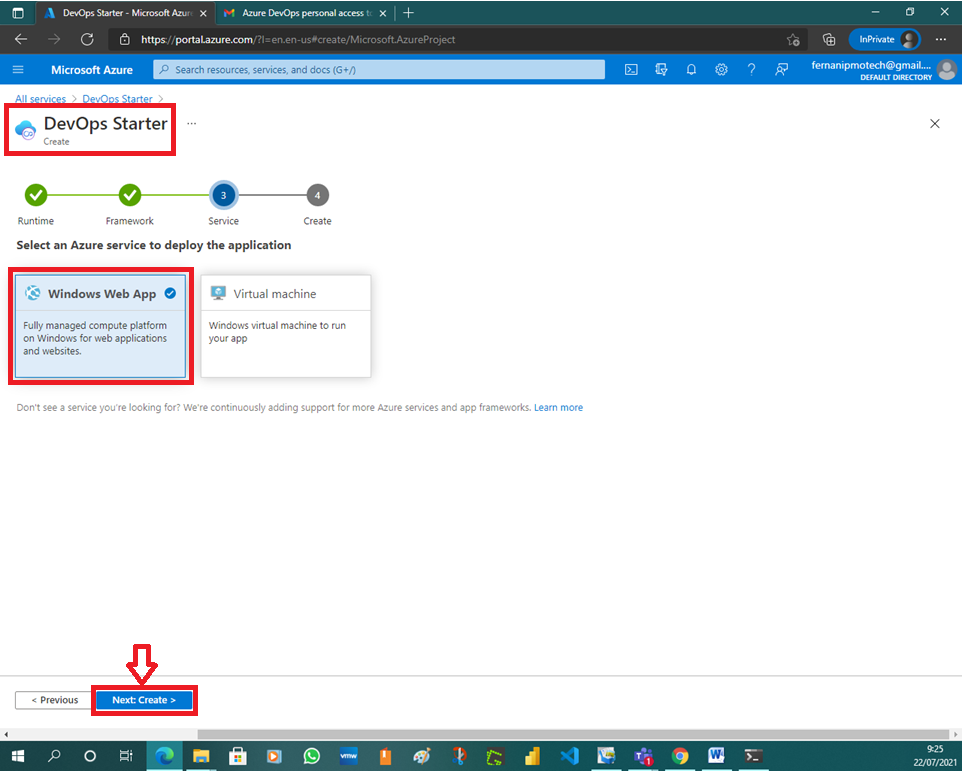 DevOps Starter - Microsoft Azure
Azure DevOps personal access to
https://portal.azure.com/?l=en.en-us#create/Microsoft.AzureProject
InPrivate
Microsoft Azure
Search resources, services, and docs (G+/)
fernanipmotech@gmail....
DEFAULT DIRECTORY
All services > DevOps Starter >
DevOps Starter ...
Create
3
4
Runtime
Framework
Service
Create
Select an Azure service to deploy the application
Windows Web App
Fully managed compute platform
on Windows for web applications
and websites.
Virtual machine
Windows virtual machine to run
your app
Don't see a service you're looking for? We're continuously adding support for more Azure services and app frameworks. Learn more
< Previous
Next: Create >
vmw
1
9:25
22/07/2021